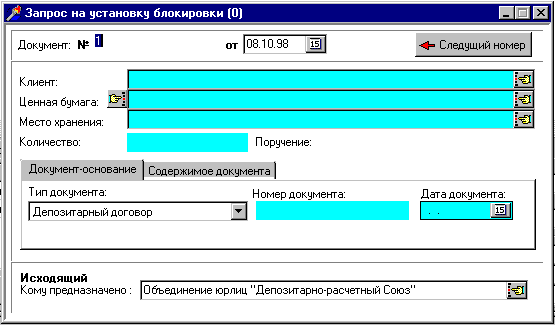 Запрос на установку блокировки (0)
Документ: № 1 от 08.10.98 15 Следущий номер
Клиент:
Ценная бумага:
Место хранения:
Количество: Поручение:
Документ-основание Содержимое документа
Тип документа: Номер документа: Дата документа:
Депозитарный договор . . 15
Исходящий
Кому предназначено : Объединение юрлиц "Депозитарно-расчетный Союз"